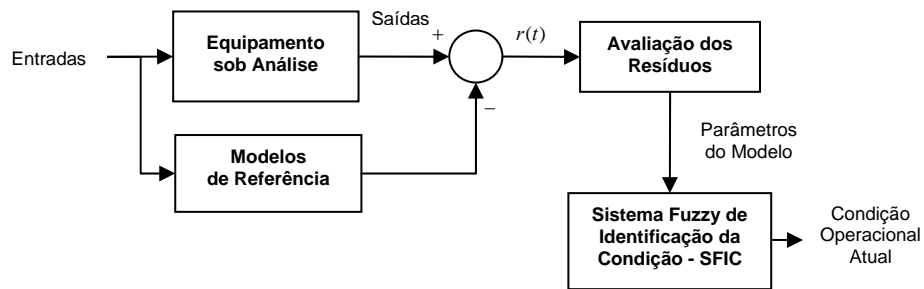 Entradas
Equipamento
sob Análise
Saídas
+
r(t)
Avaliação dos
Resíduos
−
Modelos
de Referência
Parâmetros
do Modelo
Sistema Fuzzy de
Identificação da
Condição - SFIC
Condição
Operacional
Atual